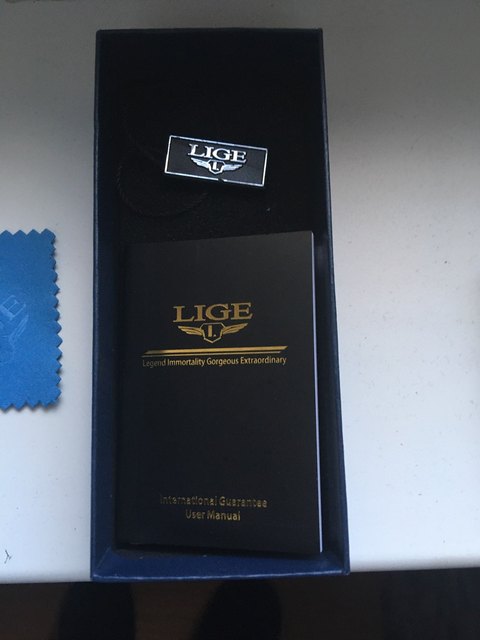 LIGE
L
LIGE
L
Legend Immortality Gorgeous Extraordinary
International Guarantee
User Manual